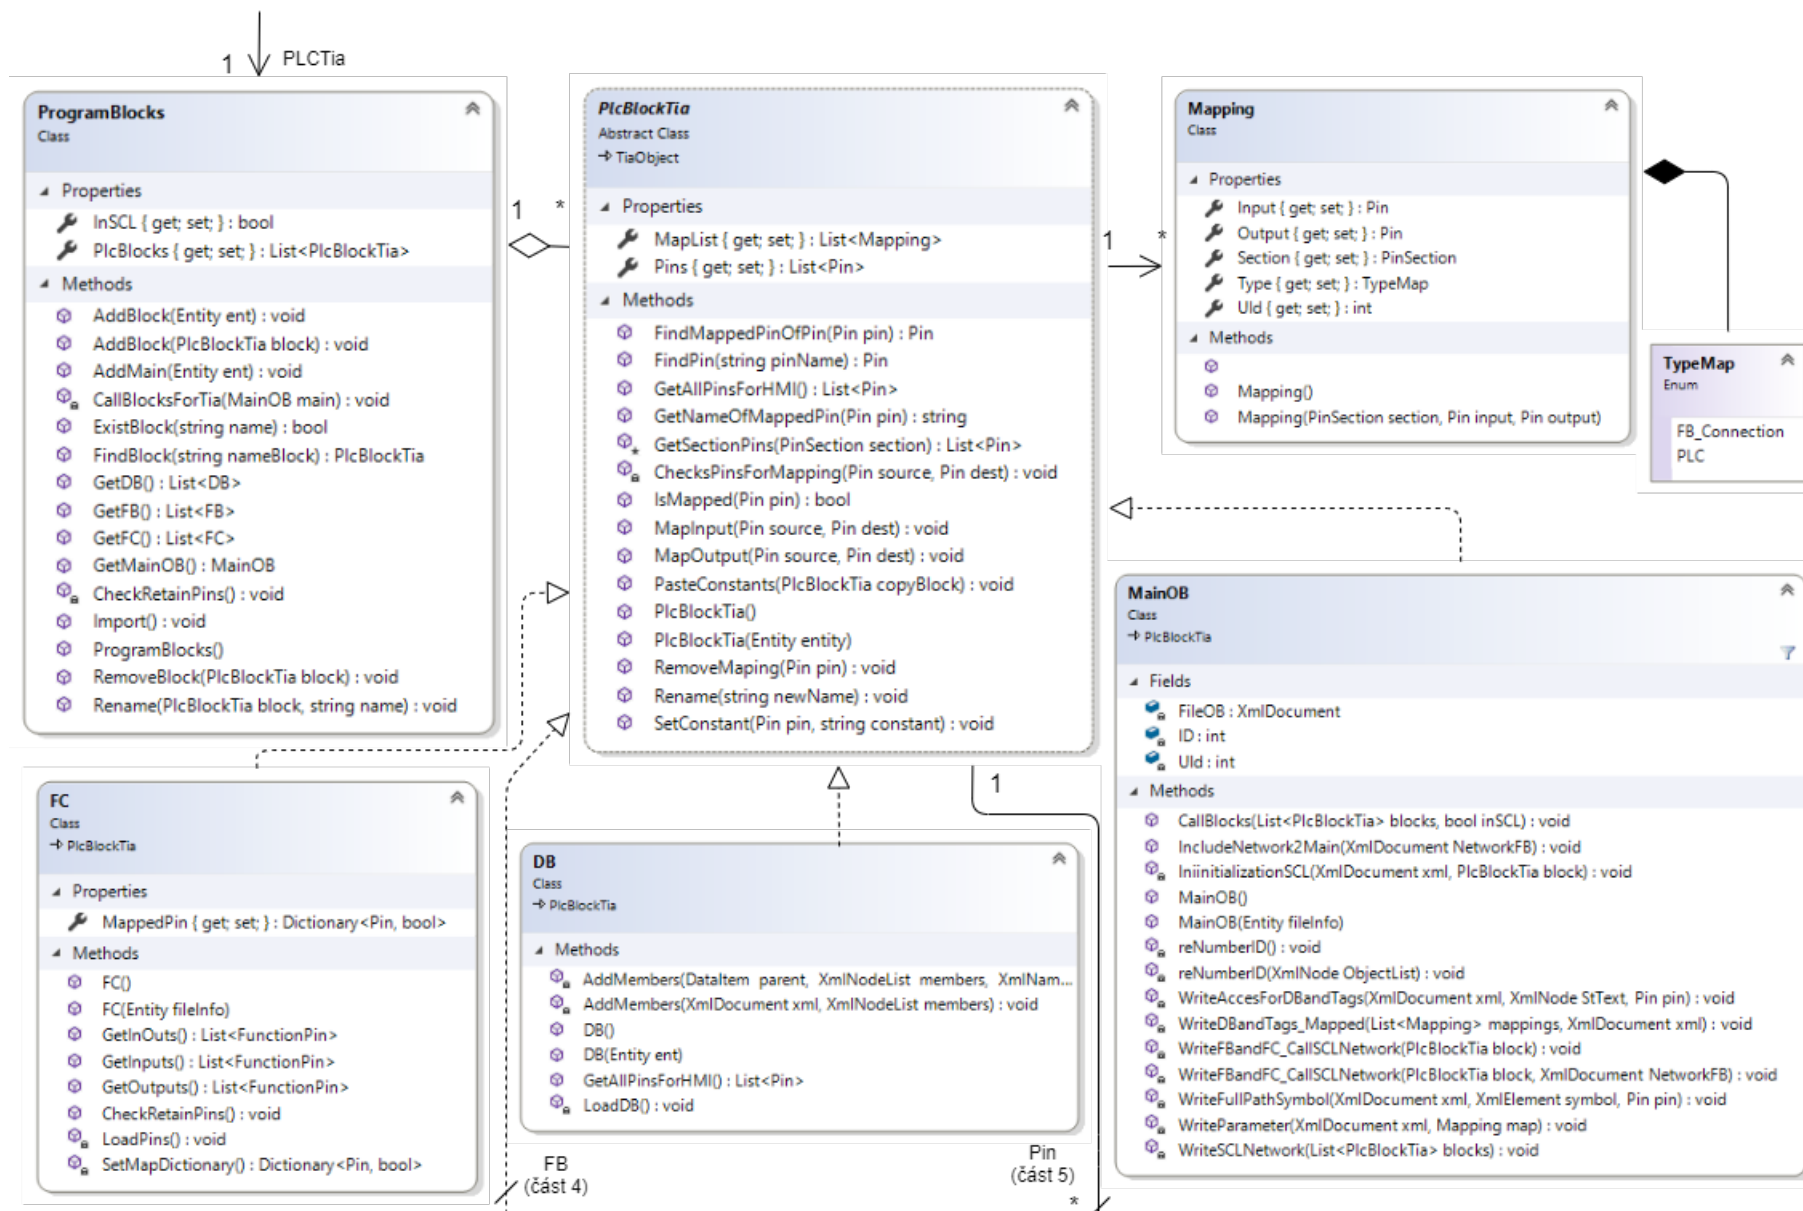 1
PLCTia
ProgramBlocks
Class
Properties
InSCL { get; set; } : bool
PlcBlocks { get; set; } : List<PlcBlockTia>
Methods
AddBlock(Entity ent) : void
AddBlock(PlcBlockTia block) : void
AddMain(Entity ent) : void
CallBlocksForTia(MainOB main) : void
ExistBlock(string name) : bool
FindBlock(string nameBlock) : PlcBlockTia
GetDB() : List<DB>
GetFB() : List<FB>
GetFC() : List<FC>
GetMainOB() : MainOB
CheckRetainPins() : void
Import() : void
ProgramBlocks()
RemoveBlock(PlcBlockTia block) : void
Rename(PlcBlockTia block, string name) : void
1
*
PlcBlockTia
Abstract Class
TiaObject
Properties
MapList { get; set; } : List<Mapping>
Pins { get; set; } : List<Pin>
Methods
FindMappedPinOfPin(Pin pin) : Pin
FindPin(string pinName) : Pin
GetAllPinsForHMI() : List<Pin>
GetNameOfMappedPin(Pin pin) : string
GetSectionPins(PinSection section) : List<Pin>
ChecksPinsForMapping(Pin source, Pin dest) : void
IsMapped(Pin pin) : bool
MapInput(Pin source, Pin dest) : void
MapOutput(Pin source, Pin dest) : void
PasteConstants(PlcBlockTia copyBlock) : void
PlcBlockTia()
PlcBlockTia(Entity entity)
RemoveMaping(Pin pin) : void
Rename(string newName) : void
SetConstant(Pin pin, string constant) : void
1
*
Mapping
Class
Properties
Input { get; set; } : Pin
Output { get; set; } : Pin
Section { get; set; } : PinSection
Type { get; set; } : TypeMap
UId { get; set; } : int
Methods
Mapping()
Mapping(PinSection section, Pin input, Pin output)
TypeMap
Enum
FB_Connection
PLC
FC
Class
PlcBlockTia
Properties
MappedPin { get; set; } : Dictionary<Pin, bool>
Methods
FC()
FC(Entity fileInfo)
GetInOuts() : List<FunctionPin>
GetInputs() : List<FunctionPin>
GetOutputs() : List<FunctionPin>
CheckRetainPins() : void
LoadPins() : void
SetMapDictionary() : Dictionary<Pin, bool>
DB
Class
PlcBlockTia
Methods
AddMembers(DataItem parent, XmlNodeList members, XmlNam...
AddMembers(XmlDocument xml, XmlNodeList members) : void
DB()
DB(Entity ent)
GetAllPinsForHMI() : List<Pin>
LoadDB() : void
1
FB
(část 4)
Pin
(část 5)
*
MainOB
Class
PlcBlockTia
Fields
FileOB : XmlDocument
ID : int
UId : int
Methods
CallBlocks(List<PlcBlockTia> blocks, bool inSCL) : void
IncludeNetwork2Main(XmlDocument NetworkFB) : void
IniinitializationSCL(XmlDocument xml, PlcBlockTia block) : void
MainOB()
MainOB(Entity fileInfo)
reNumberID() : void
reNumberID(XmlNode ObjectList) : void
WriteAccesForDBandTags(XmlDocument xml, XmlNode StText, Pin pin) : void
WriteDBandTags_Mapped(List<Mapping> mappings, XmlDocument xml) : void
WriteFBandFC_CallSCLNetwork(PlcBlockTia block) : void
WriteFBandFC_CallSCLNetwork(PlcBlockTia block, XmlDocument NetworkFB) : void
WriteFullPathSymbol(XmlDocument xml, XmlElement symbol, Pin pin) : void
WriteParameter(XmlDocument xml, Mapping map) : void
WriteSCLNetwork(List<PlcBlockTia> blocks) : void